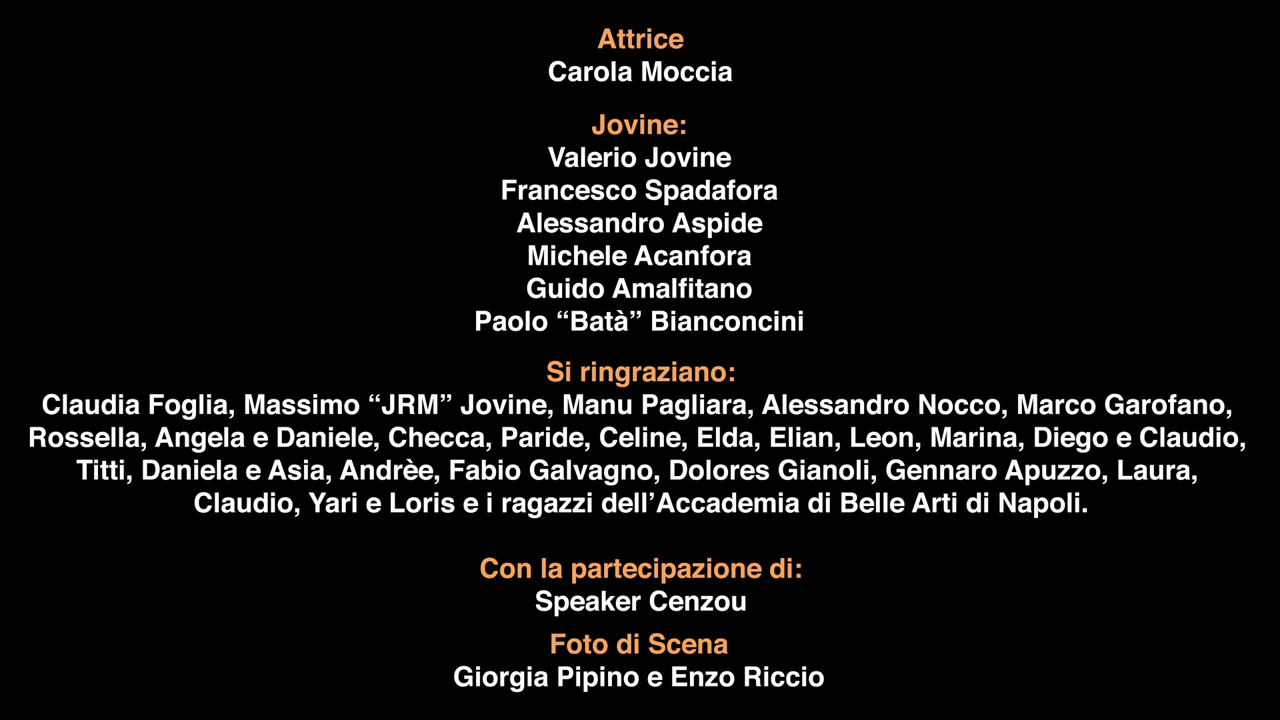 Attrice
Carola Moccia
Jovine:
Valerio Jovine
Francesco Spadafora
Alessandro Aspide
Michele Acanfora
Guido Amalfitano
Paolo “Batà” Bianconcini
Si ringraziano:
Claudia Foglia, Massimo “JRM” Jovine, Manu Pagliara, Alessandro Nocco, Marco Garofano,
Rossella, Angela e Daniele, Checca, Paride, Celine, Elda, Elian, Leon, Marina, Diego e Claudio,
Titti, Daniela e Asia, Andrèe, Fabio Galvagno, Dolores Gianoli, Gennaro Apuzzo, Laura,
Claudio, Yari e Loris e i ragazzi dell’Accademia di Belle Arti di Napoli.
Con la partecipazione di:
Speaker Cenzou
Foto di Scena
Giorgia Pipino e Enzo Riccio